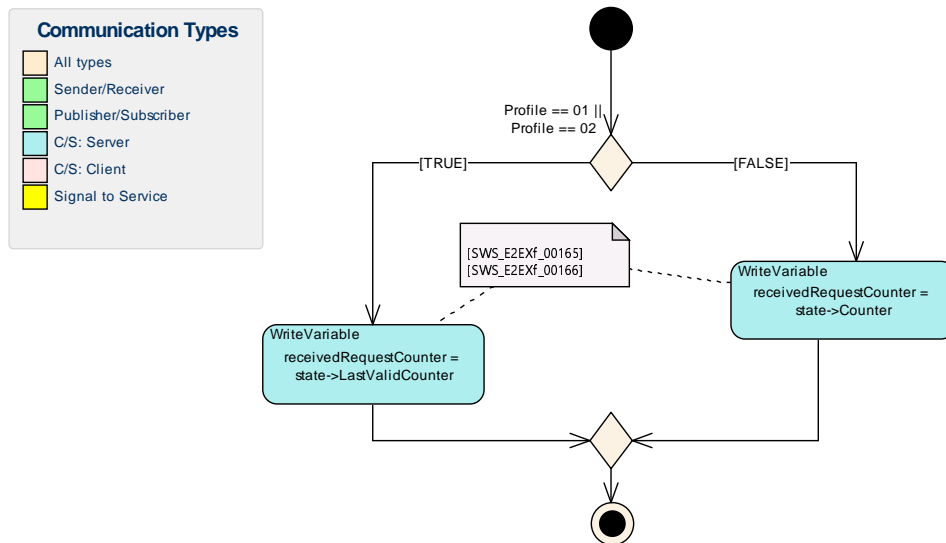 Communication Types
All types
Sender/Receiver
Publisher/Subscriber
C/S: Server
C/S: Client
Signal to Service
Profile == 01 ||
Profile == 02
[TRUE]
[FALSE]
[SWS_E2EXf_00165]
[SWS_E2EXf_00166]
WriteVariable
receivedRequestCounter =
state->Counter
WriteVariable
receivedRequestCounter =
state->LastValidCounter